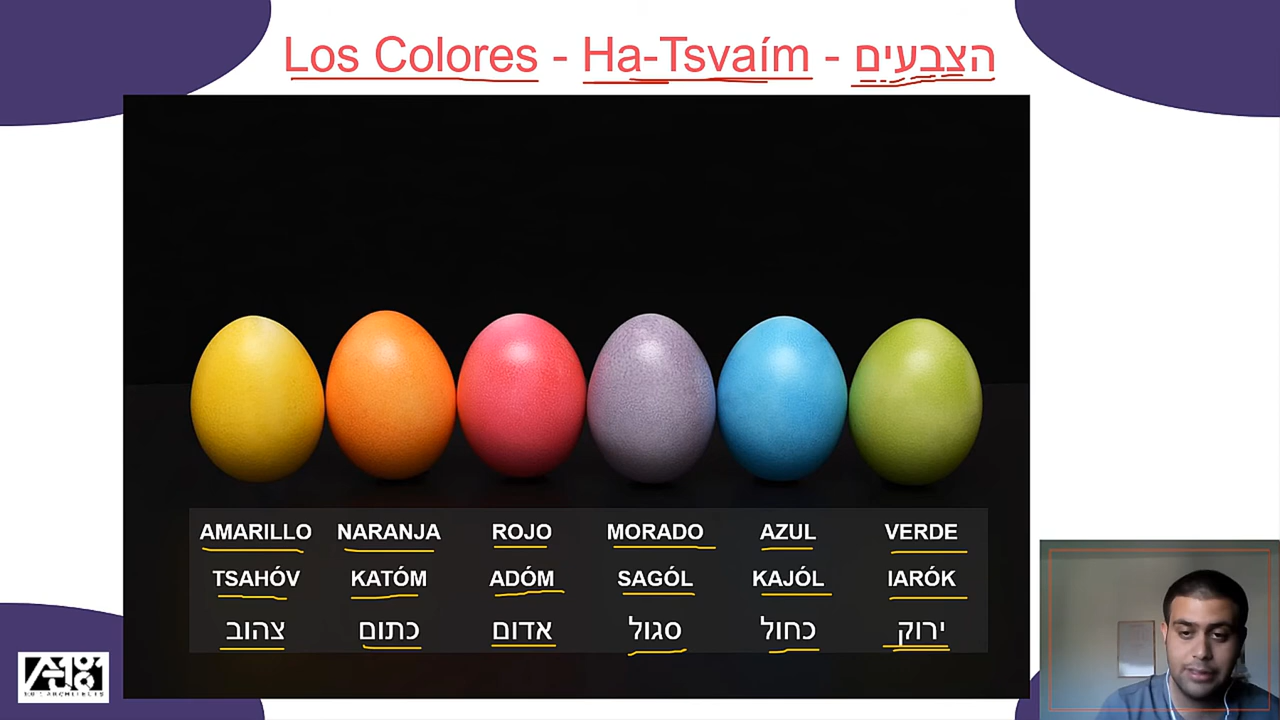 Los Colores - Ha-Tsvaím - הצבעים
AMARILLO NARANJA ROJO MORADO AZUL VERDE
TSAHÓV KATÓM ADÓM SAGÓL KAJÓL IARÓK
צהוב כתום אדום סגול כחול ירוק